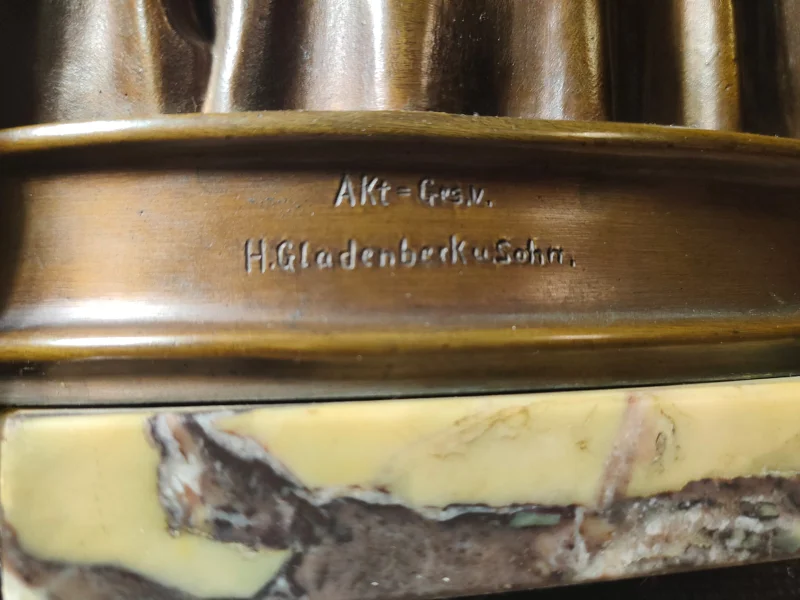 AKt=Ges.v.
H.Gladenbeck u Sohn.